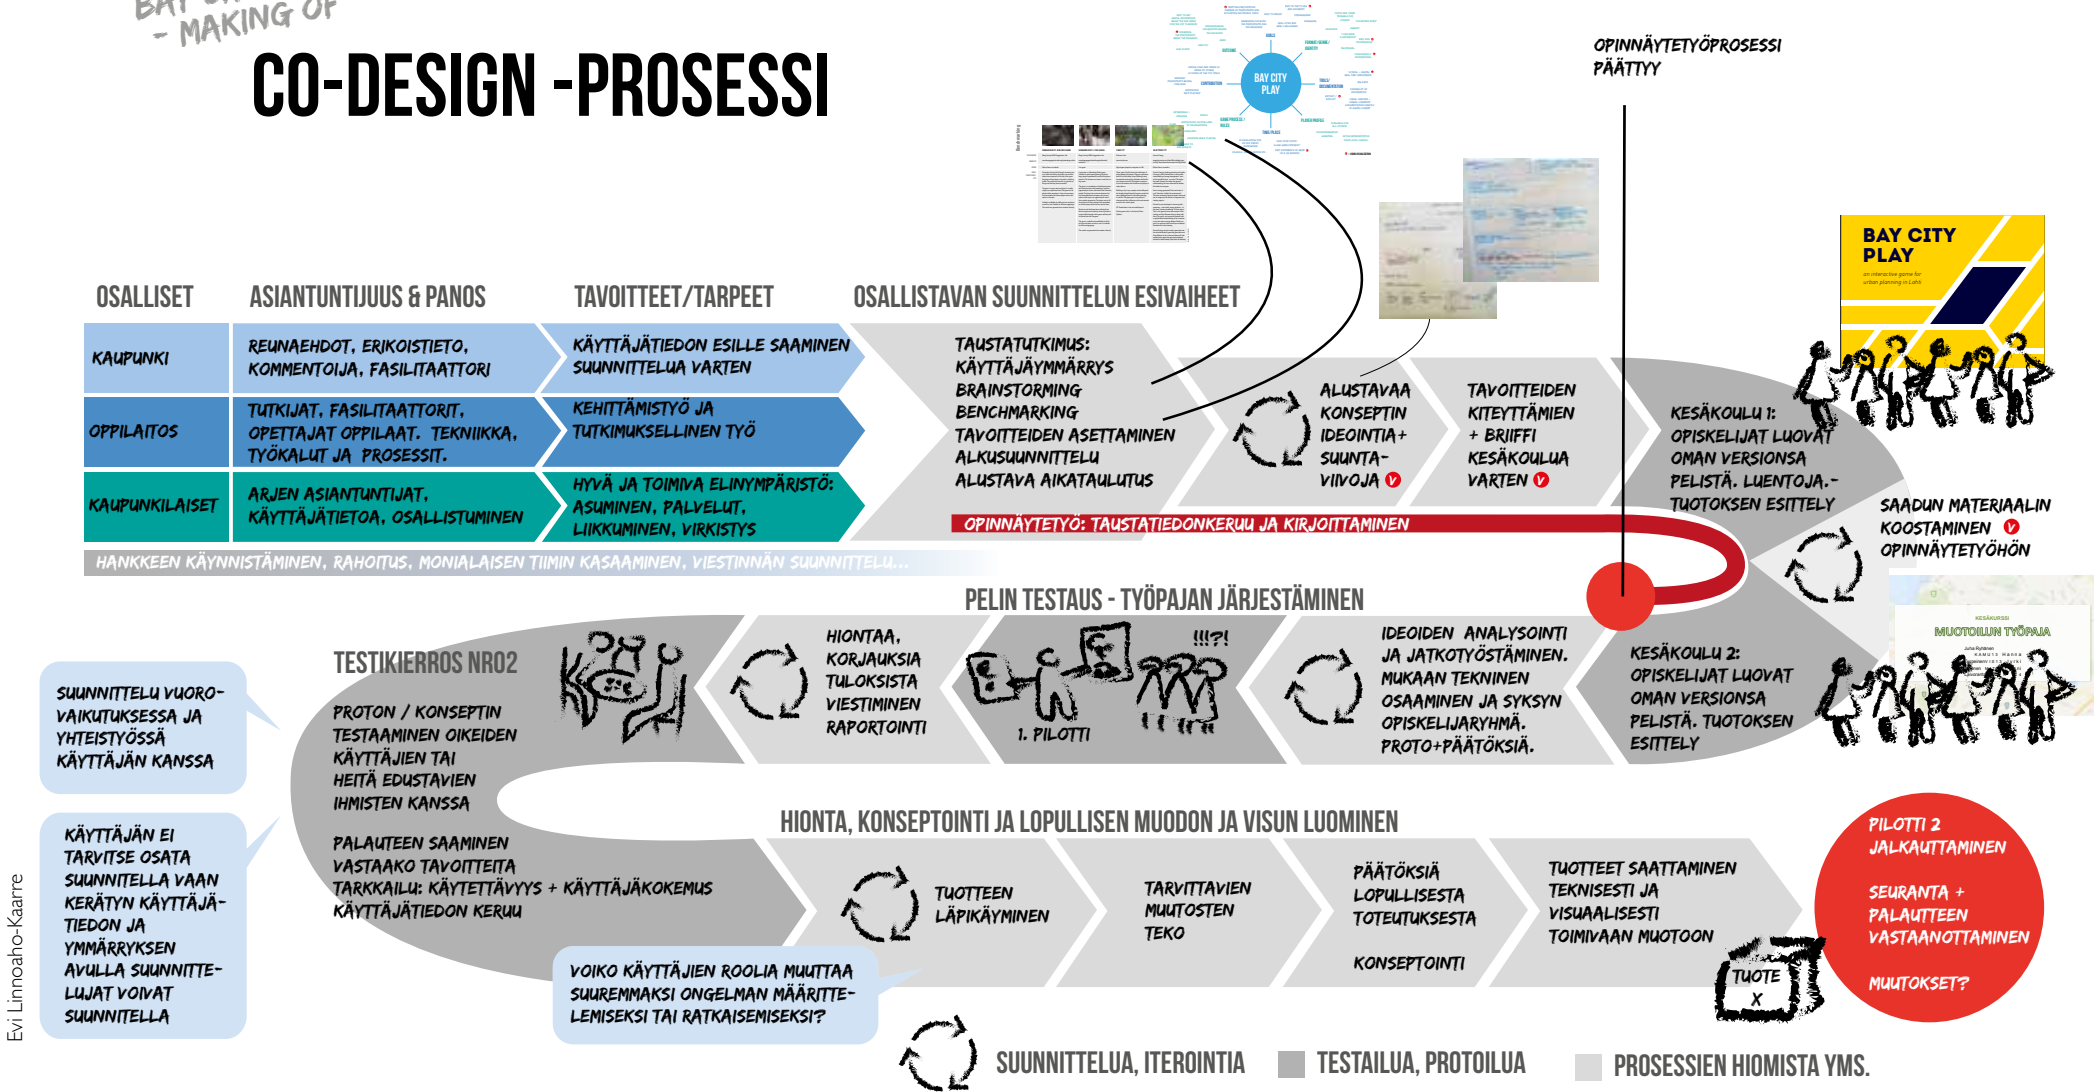 - MAKING OF
CO-DESIGN -PROSESSI
OPINNÄYTETYÖPROSESSI
PÄÄTTYY
BAY CITY
PLAY
BAY CITY
PLAY
an interactive game for
urban planning in Lahti
OSALLISET
ASIANTUNTIJUUS & PANOS
TAVOITTEET/TARPEET
OSALLISTAVAN SUUNNITTELUN ESIVAIHEET
KAUPUNKI
REUNAEHDOT, ERIKOISTIETO,
KOMMENTOIJA, FASILITAATTORI
KÄYTTÄJÄTIEDON ESILLE SAAMINEN
SUUNNITTELUA VARTEN
OPPILAITOS
TUTKIJAT, FASILITAATTORIT,
OPETTAJAT OPPILAAT. TEKNIIKKA,
TYÖKALUT JA PROSESSIT.
KEHITTÄMISTYÖ JA
TUTKIMUKSELLINEN TYÖ
KAUPUNKILAISET
ARJEN ASIANTUNTIJAT,
KÄYTTÄJÄTIETOA, OSALLISTUMINEN
HYVÄ JA TOIMIVA ELINYMPÄRISTÖ:
ASUMINEN, PALVELUT,
LIIKKUMINEN, VIRKISTYS
HANKKEEN KÄYNNISTÄMINEN, RAHOITUS, MONIALAISEN TIIMIN KASAAMINEN, VIESTINNÄN SUUNNITTELU...
TAUSTATUTKIMUS:
KÄYTTÄJÄYMMÄRRYS
BRAINSTORMING
BENCHMARKING
TAVOITTEIDEN ASETTAMINEN
ALKUSUUNNITTELU
ALUSTAVA AIKATAULUTUS
ALUSTAVAA
KONSEPTIN
IDEOINTIA+
SUUNTA-
VIIVOJA V
TAVOITTEIDEN
KITEYTTÄMIEN
+ BRIIFFI
KESÄKOULUA
VARTEN V
KESÄKOULU 1:
OPISKELIJAT LUOVAT
OMAN VERSIONSA
PELISTÄ. LUENTOJA.-
TUOTOKSEN ESITTELY
OPINNÄYTETYÖ: TAUSTATIEDONKERUU JA KIRJOITTAMINEN
SAADUN MATERIAALIN
KOOSTAMINEN V
OPINNÄYTETYÖHÖN
KESÄKURSSI
MUOTOILUN TYÖPAJA
PELIN TESTAUS - TYÖPAJAN JÄRJESTÄMINEN
KESÄKOULU 2:
OPISKELIJAT LUOVAT
OMAN VERSIONSA
PELISTÄ. TUOTOKSEN
ESITTELY
IDEOIDEN ANALYSOINTI
JA JATKOTYÖSTÄMINEN.
MUKAAN TEKNINEN
OSAAMINEN JA SYKSYN
OPISKELIJARYHMÄ.
PROTO+PÄÄTÖKSIÄ.
!!!?!
1. PILOTTI
HIONTAA,
KORJAUKSIA
TULOKSISTA
VIESTIMINEN
RAPORTOINTI
TESTIKIERROS NRO2
PROTON / KONSEPTIN
TESTAAMINEN OIKEIDEN
KÄYTTÄJIEN TAI
HEITÄ EDUSTAVIEN
IHMISTEN KANSSA
PALAUTTEEN SAAMINEN
VASTAAKO TAVOITTEITA
TARKKAILU: KÄYTETTÄVYYS + KÄYTTÄJÄKOKEMUS
KÄYTTÄJÄTIEDON KERUU
SUUNNITTELU VUORO-
VAIKUTUKSESSA JA
YHTEISTYÖSSÄ
KÄYTTÄJÄN KANSSA
KÄYTTÄJÄN EI
TARVITSE OSATA
SUUNITELLA VAAN
KERÄTYN KÄYTTÄJÄ-
TIEDON JA
YMMÄRRYKSEN
AVULLA SUUNNITTE-
LUJAT VOIVAT
SUUNITELLA
HIONTA, KONSEPTOINTI JA LOPULLISEN MUODON JA VISUN LUOMINEN
TUOTTEEN
LÄPIKÄYMINEN
TARVITTAVIEN
MUUTOSTEN
TEKO
PÄÄTÖKSIÄ
LOPULLISESTA
TOTEUTUKSESTA
KONSEPTOINTI
TUOTTEET SAATTAMINEN
TEKNISESTI JA
VISUAALISESTI
TOIMIVAAN MUOTOON
TUOTE
X
PILOTTI 2
JALKAUTTAMINEN
SEURANTA +
PALAUTTEEN
VASTAANOTTAMINEN
MUUTOKSET?
VOIKO KÄYTTÄJIEN ROOLIA MUUTTAA
SUUREMMAKSI ONGELMAN MÄÄRITTE-
LEMISEKSI TAI RATKAISEMISEKSI?
SUUNNITTELUA, ITEROINTIA
TESTAILUA, PROTOILUA
PROSESSIEN HIOMISTA YMS.
Evi Linnoaho-Kaarre